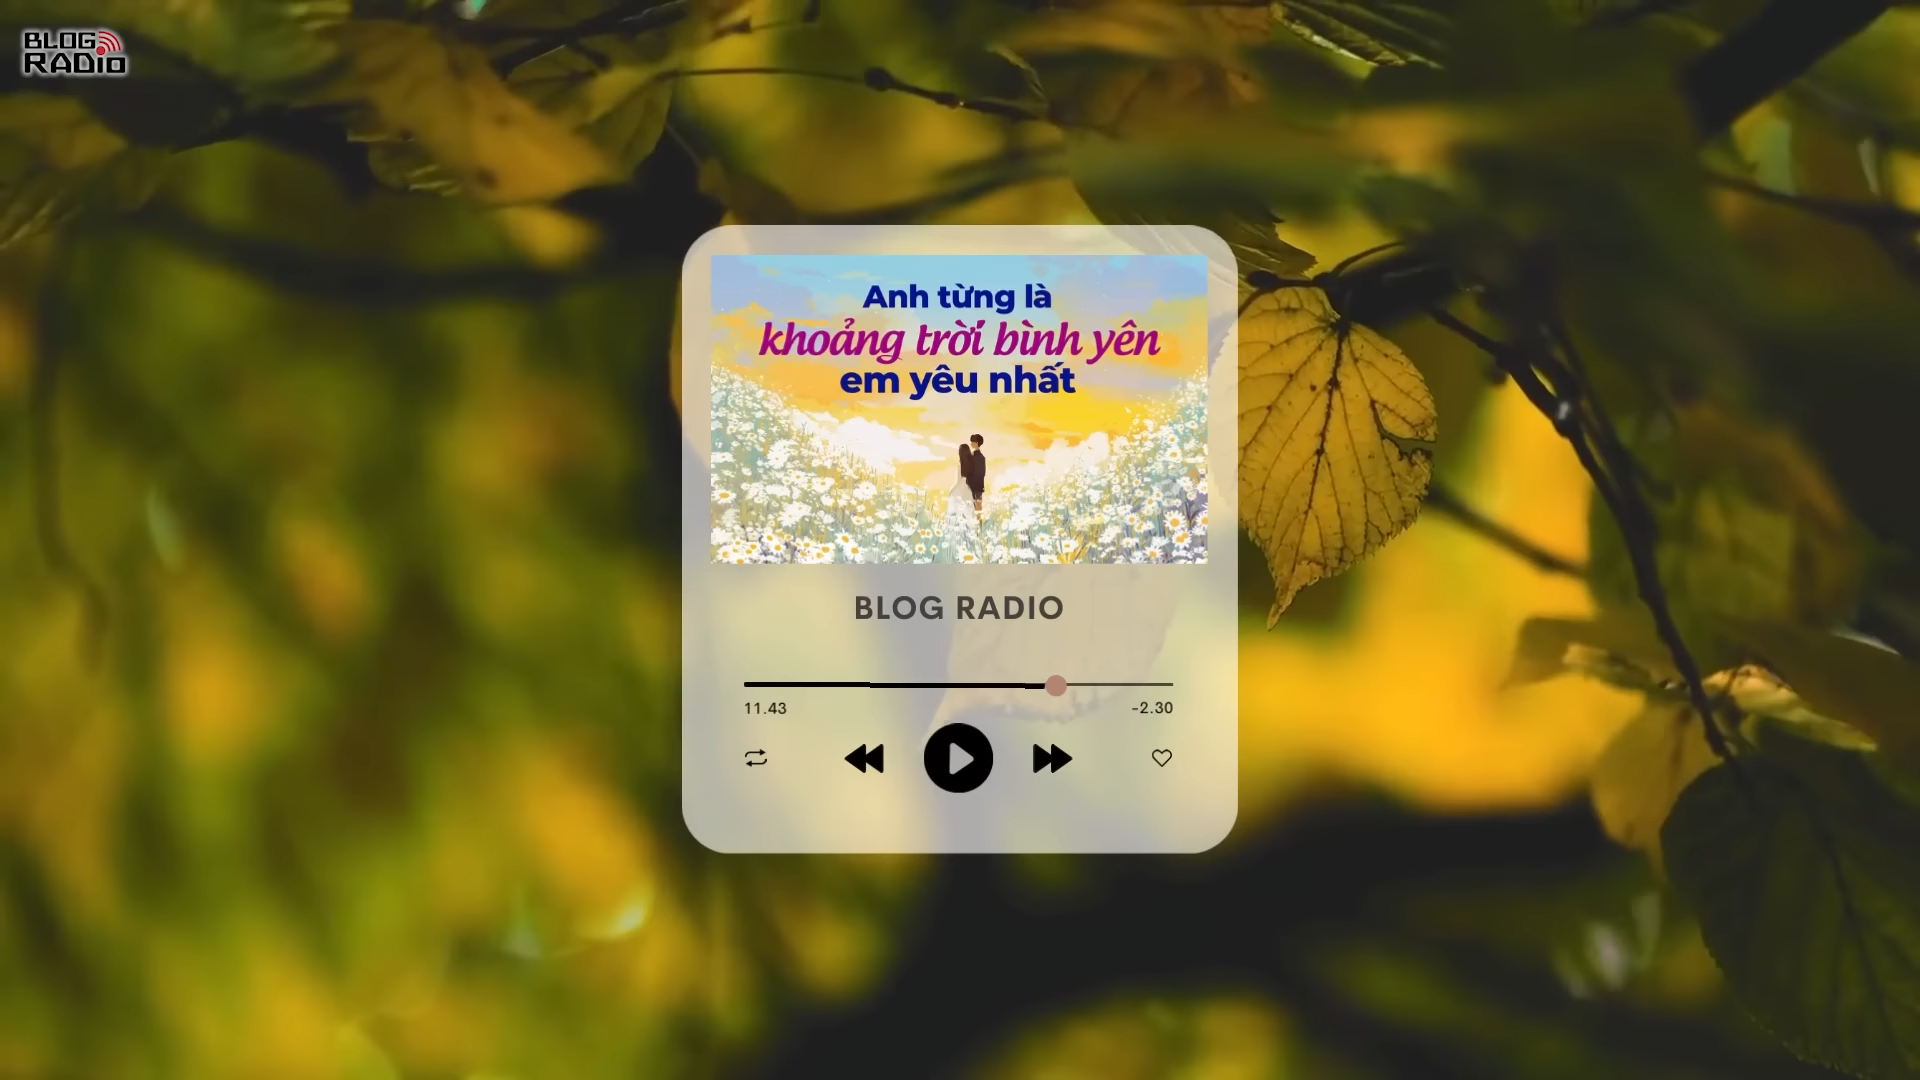 BLOG
RADIO
Anh từng là
khoảng trời bình yên
em yêu nhất
BLOG RADIO
11.43
-2.30